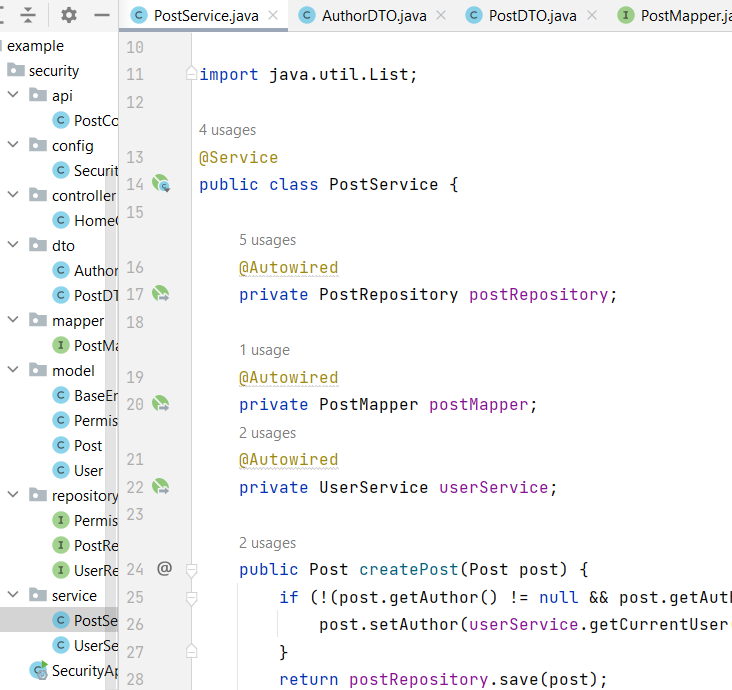 PostService.java
AuthorDTO.java
PostDTO.java
PostMapper.ja
example
security
api
PostCo
config
Securit
controller
Home
dto
Author
PostDT
mapper
PostMa
model
BaseEn
Permis
Post
User
repository
Permis
PostRe
UserRe
service
PostSe
UserSe
SecurityAp
10
11 import java.util.List;
12
4 usages
13 @Service
14 public class PostService {
15
5 usages
16 @Autowired
17 private PostRepository postRepository;
18
1 usage
19 @Autowired
20 private PostMapper postMapper;
2 usages
21 @Autowired
22 private UserService userService;
23
2 usages
24 @ public Post createPost(Post post) {
25 if (!(post.getAuthor() != null && post.getAuth
26 post.setAuthor(userService.getCurrentUser
27 }
28 return postRepository.save(post);